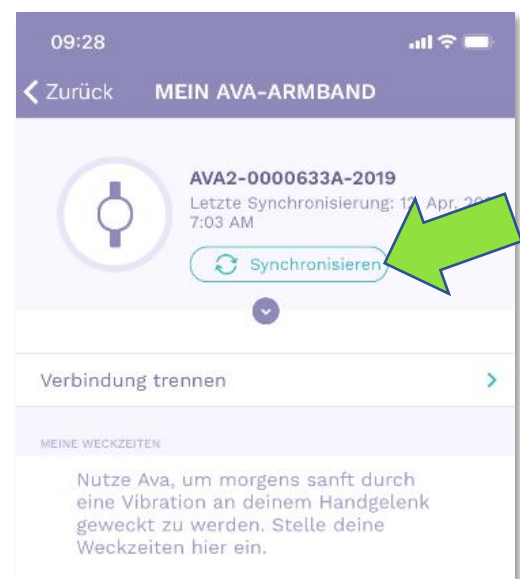 09:28
Zurück MEIN AVA-ARMBAND
AVA2-0000633A-2019
Letzte Synchronisierung: Apr.
7:03 AM
Synchronisieren
Verbindung trennen
MEINE WECKZEITEN
Nutze Ava, um morgens sanft durch
eine Vibration an deinem Handgelenk
geweckt zu werden. Stelle deine
Weckzeiten hier ein.